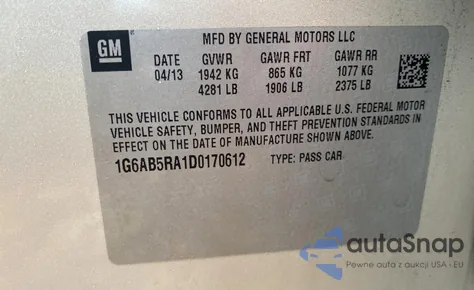 GM
MFD BY GENERAL MOTORS LLC
DATE GVWR GAWR FRT GAWR RR
04/13 1942 KG 865 KG 1077 KG
4281 LB 1906 LB 2375 LB
THIS VEHICLE CONFORMS TO ALL APPLICABLE U.S. FEDERAL MOTOR
VEHICLE SAFETY, BUMPER, AND THEFT PREVENTION STANDARDS IN
EFFECT ON THE DATE OF MANUFACTURE SHOWN ABOVE.
1G6AB5RA1D0170612 TYPE: PASS CAR
autoSnap
Pewne auta z aukcji USA i EU